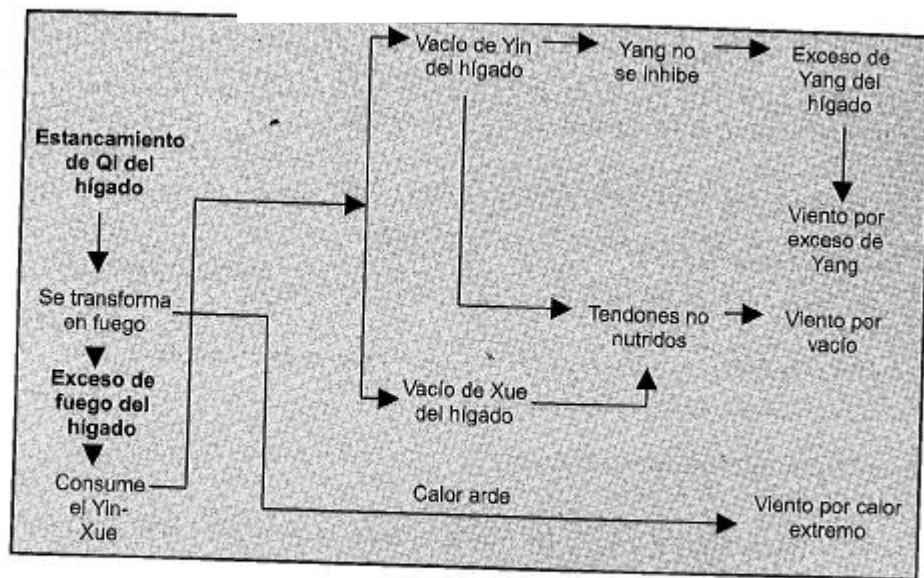 Vacío de Yin
del hígado
Yang no
se inhibe
Exceso de
Yang del
hígado
Estancamiento
de Qi del
hígado
Viento por
exceso de
Yang
Se transforma
en fuego
Tendones no
nutridos
Viento por
vacío
Exceso de
fuego del
hígado
Vacío de Xue
del hígado
Consume
el Yin-
Xue
Calor arde
Viento por calor
extremo